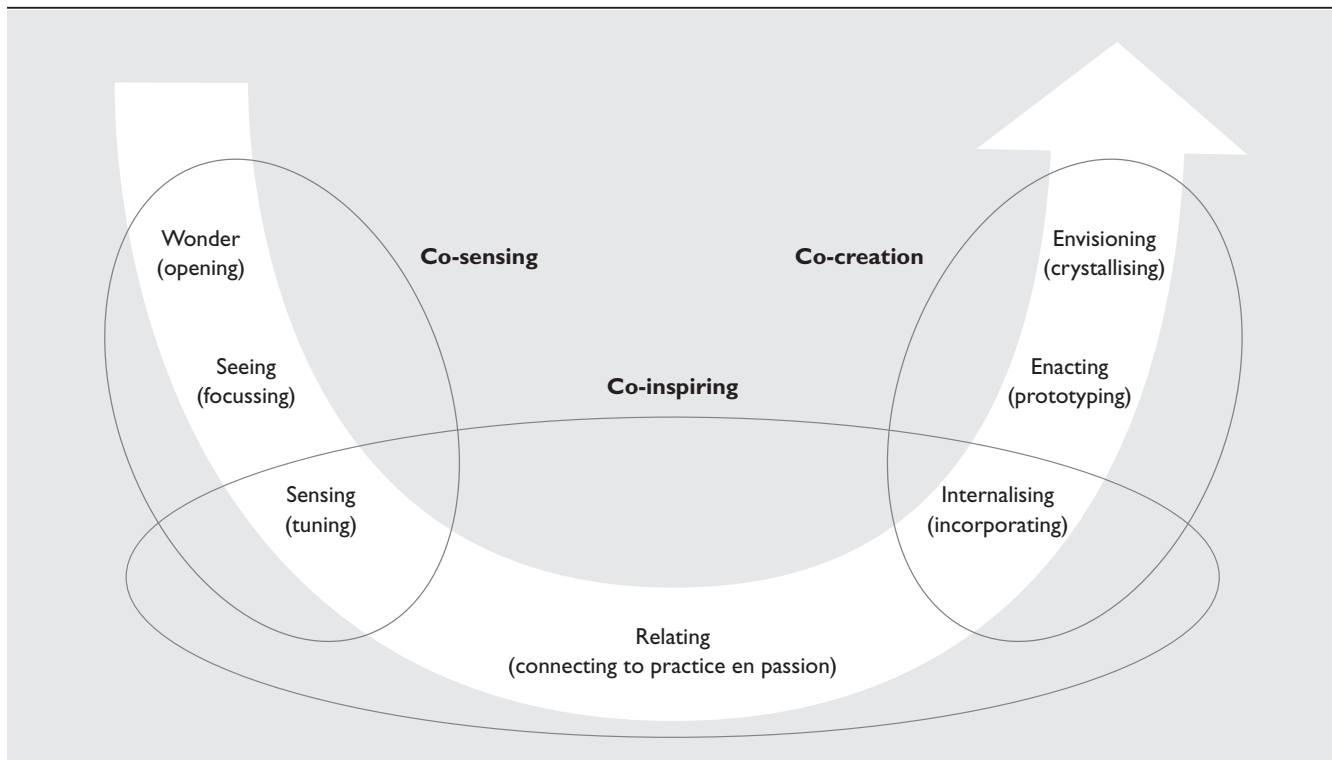 Wonder
(opening)
Co-sensing
Co-creation
Envisioning
(crystallising)
Seeing
(focussing)
Co-inspiring
Enacting
(prototyping)
Sensing
(tuning)
Internalising
(incorporating)
Relating
(connecting to practice en passion)